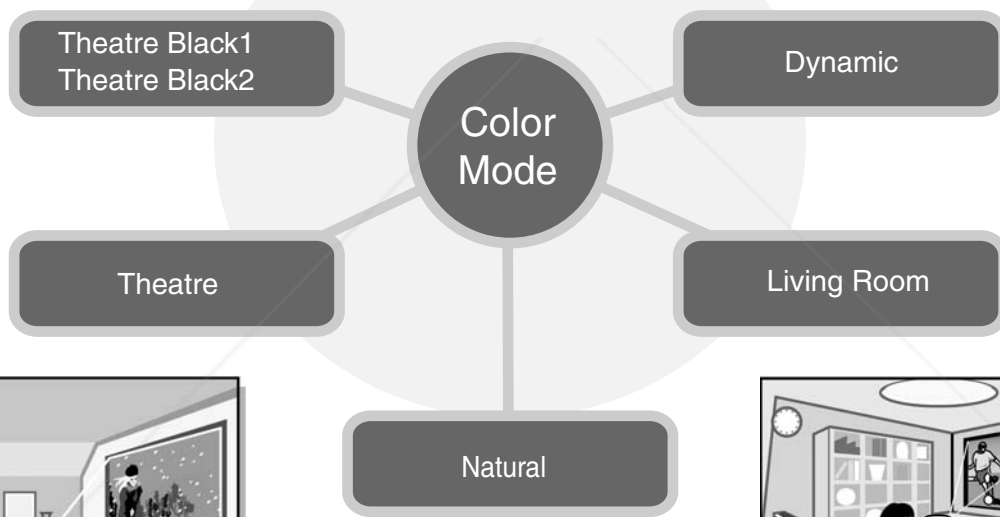 Theatre Black1
Theatre Black2
Dynamic
Color
Mode
Theatre
Living Room
Natural